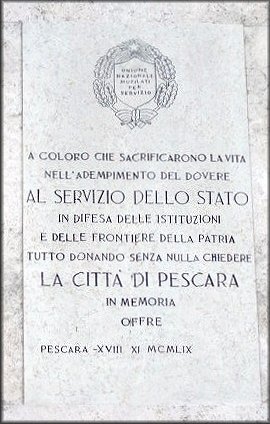 UNIONE
NAZIONALE
MUTILATI
PER
SERVIZIO
A COLORO CHE SACRIFICARONO LA VITA
NELL'ADEMPIMENTO DEL DOVERE
AL SERVIZIO DELLO STATO
IN DIFESA DELLE ISTITUZIONI
E DELLE FRONTIERE DELLA PATRIA
TUTTO DONANDO SENZA NULLA CHIEDERE
LA CITTÀ DI PESCARA
IN MEMORIA
OFFRE
PESCARA-XVIII XI MCMLIX